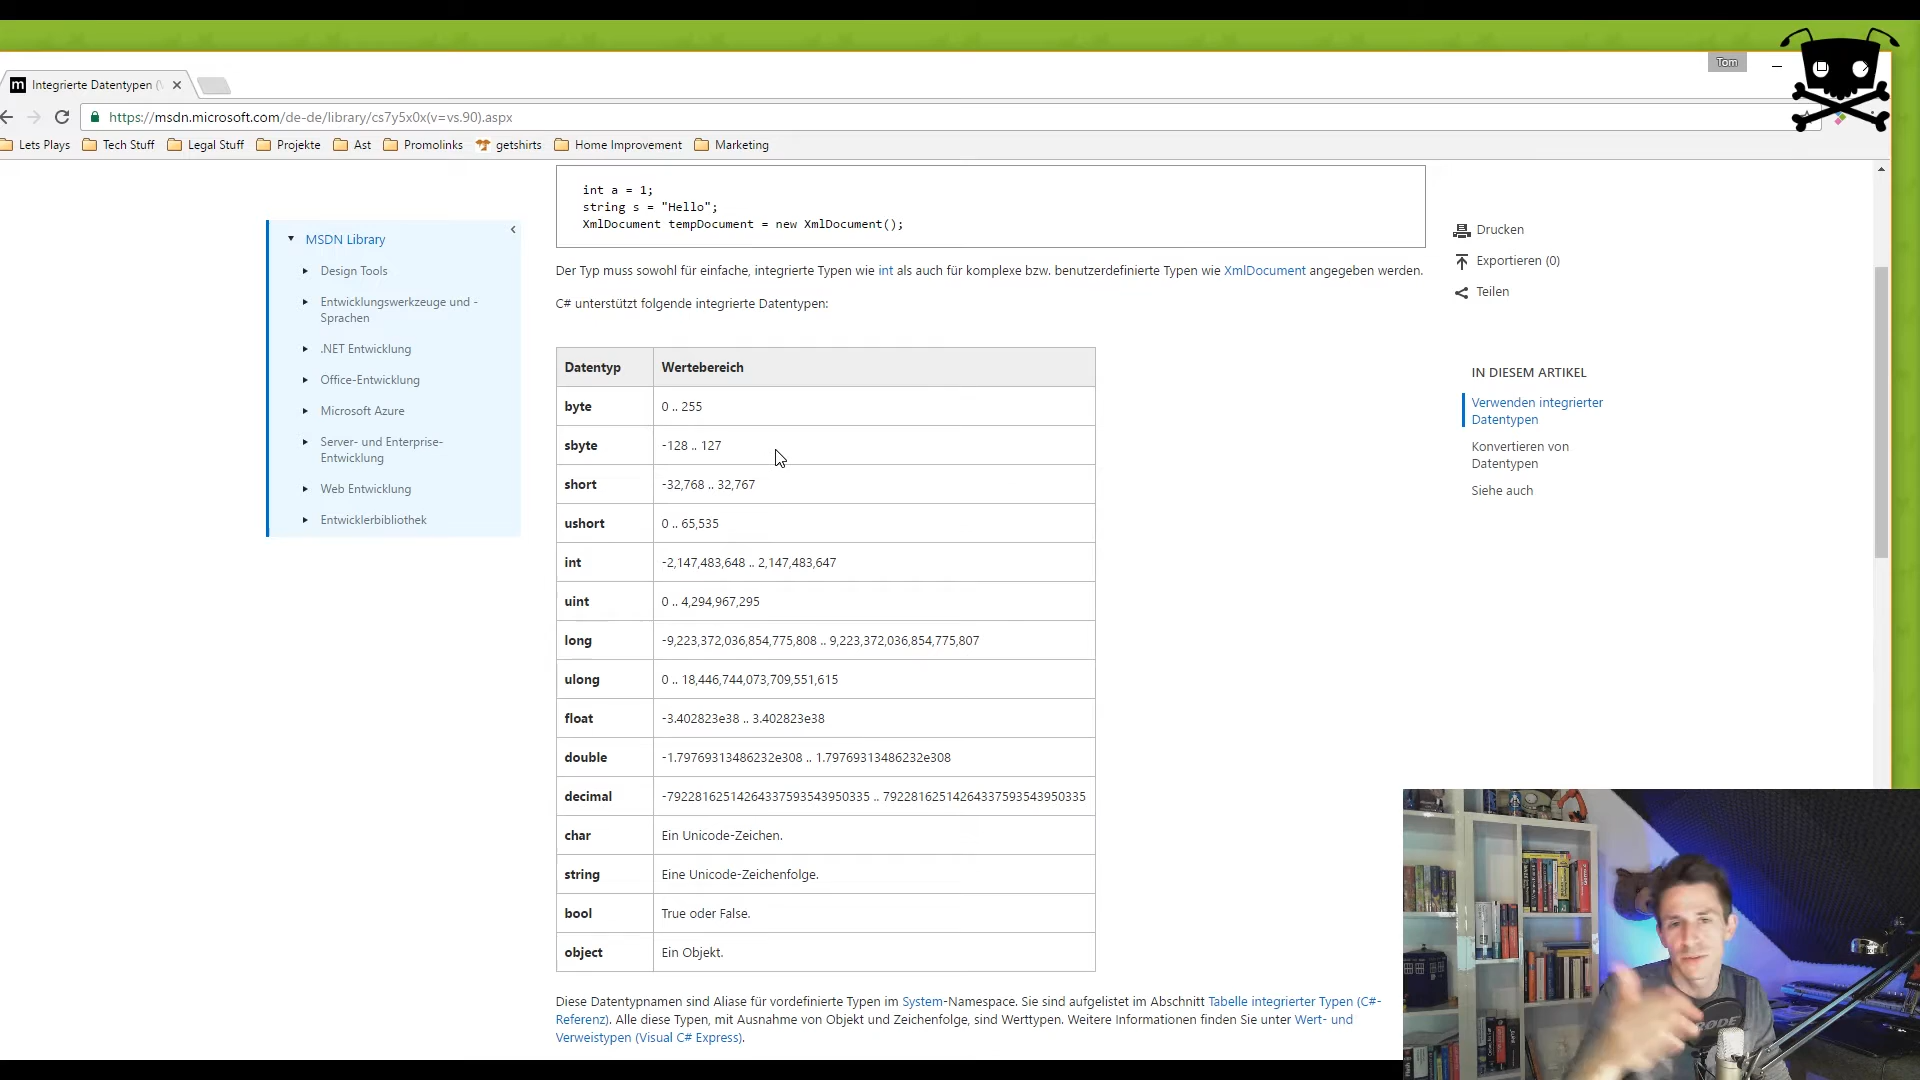 Tom
Integrierte Datentypen (
https://msdn.microsoft.com/de-de/library/cs7y5x0x(v=vs.90).aspx
Lets Plays
Tech Stuff
Legal Stuff
Projekte
Ast
Promolinks
getshirts
Home Improvement
Marketing
int a = 1;
string s = "Hello";
XmlDocument tempDocument = new XmlDocument();
MSDN Library
Design Tools
Entwicklungswerkzeuge und -
Sprachen
.NET Entwicklung
Office-Entwicklung
Microsoft Azure
Server- und Enterprise-
Entwicklung
Web Entwicklung
Entwicklerbibliothek
Der Typ muss sowohl für einfache, integrierte Typen wie int als auch für komplexe bzw. benutzerdefinierte Typen wie XmlDocument angegeben werden.
C# unterstützt folgende integrierte Datentypen:
Datentyp Wertebereich
byte 0 .. 255
sbyte -128 .. 127
short -32,768 .. 32,767
ushort 0 .. 65,535
int -2,147,483,648 .. 2,147,483,647
uint 0 .. 4,294,967,295
long -9,223,372,036,854,775,808 .. 9,223,372,036,854,775,807
ulong 0 .. 18,446,744,073,709,551,615
float -3.402823e38 .. 3.402823e38
double -1.79769313486232e308 .. 1.79769313486232e308
decimal -79228162514264337593543950335 .. 79228162514264337593543950335
char Ein Unicode-Zeichen.
string Eine Unicode-Zeichenfolge.
bool True oder False.
object Ein Objekt.
Diese Datentypnamen sind Aliase für vordefinierte Typen im System-Namespace. Sie sind aufgelistet im Abschnitt Tabelle integrierter Typen (C#-
Referenz). Alle diese Typen, mit Ausnahme von Objekt und Zeichenfolge, sind Werttypen. Weitere Informationen finden Sie unter Wert- und
Verweistypen (Visual C# Express).
Drucken
Exportieren (0)
Teilen
IN DIESEM ARTIKEL
Verwenden integrierter
Datentypen
Konvertieren von
Datentypen
Siehe auch
RØDE